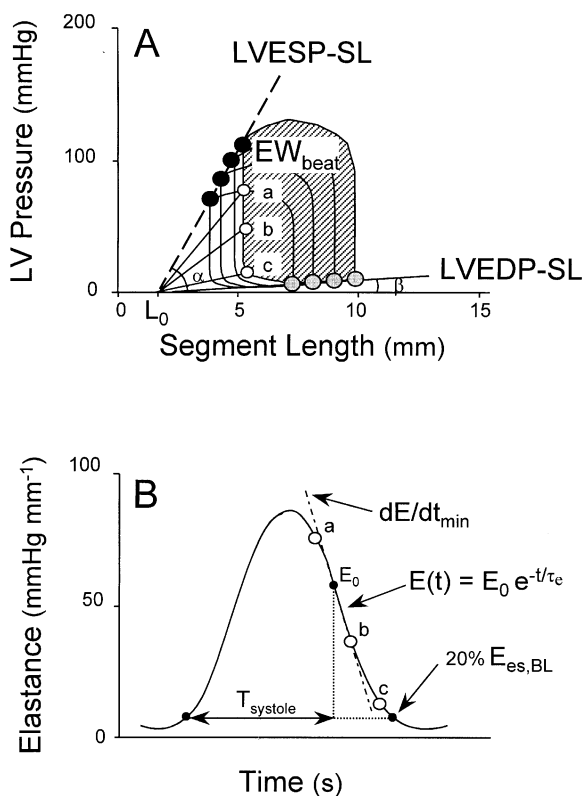 A
LVESP-SL
LV Pressure (mmHg)
200
100
0
EWbeat
a
b
c
α
β
LVEDP-SL
0
L0
5
10
15
Segment Length (mm)
B
Elastance (mmHg mm-1)
100
50
0
dE/dtmin
a
E0
E(t) = E0 e-t/τe
b
20% Ees,BL
c
Tsystole
Time (s)